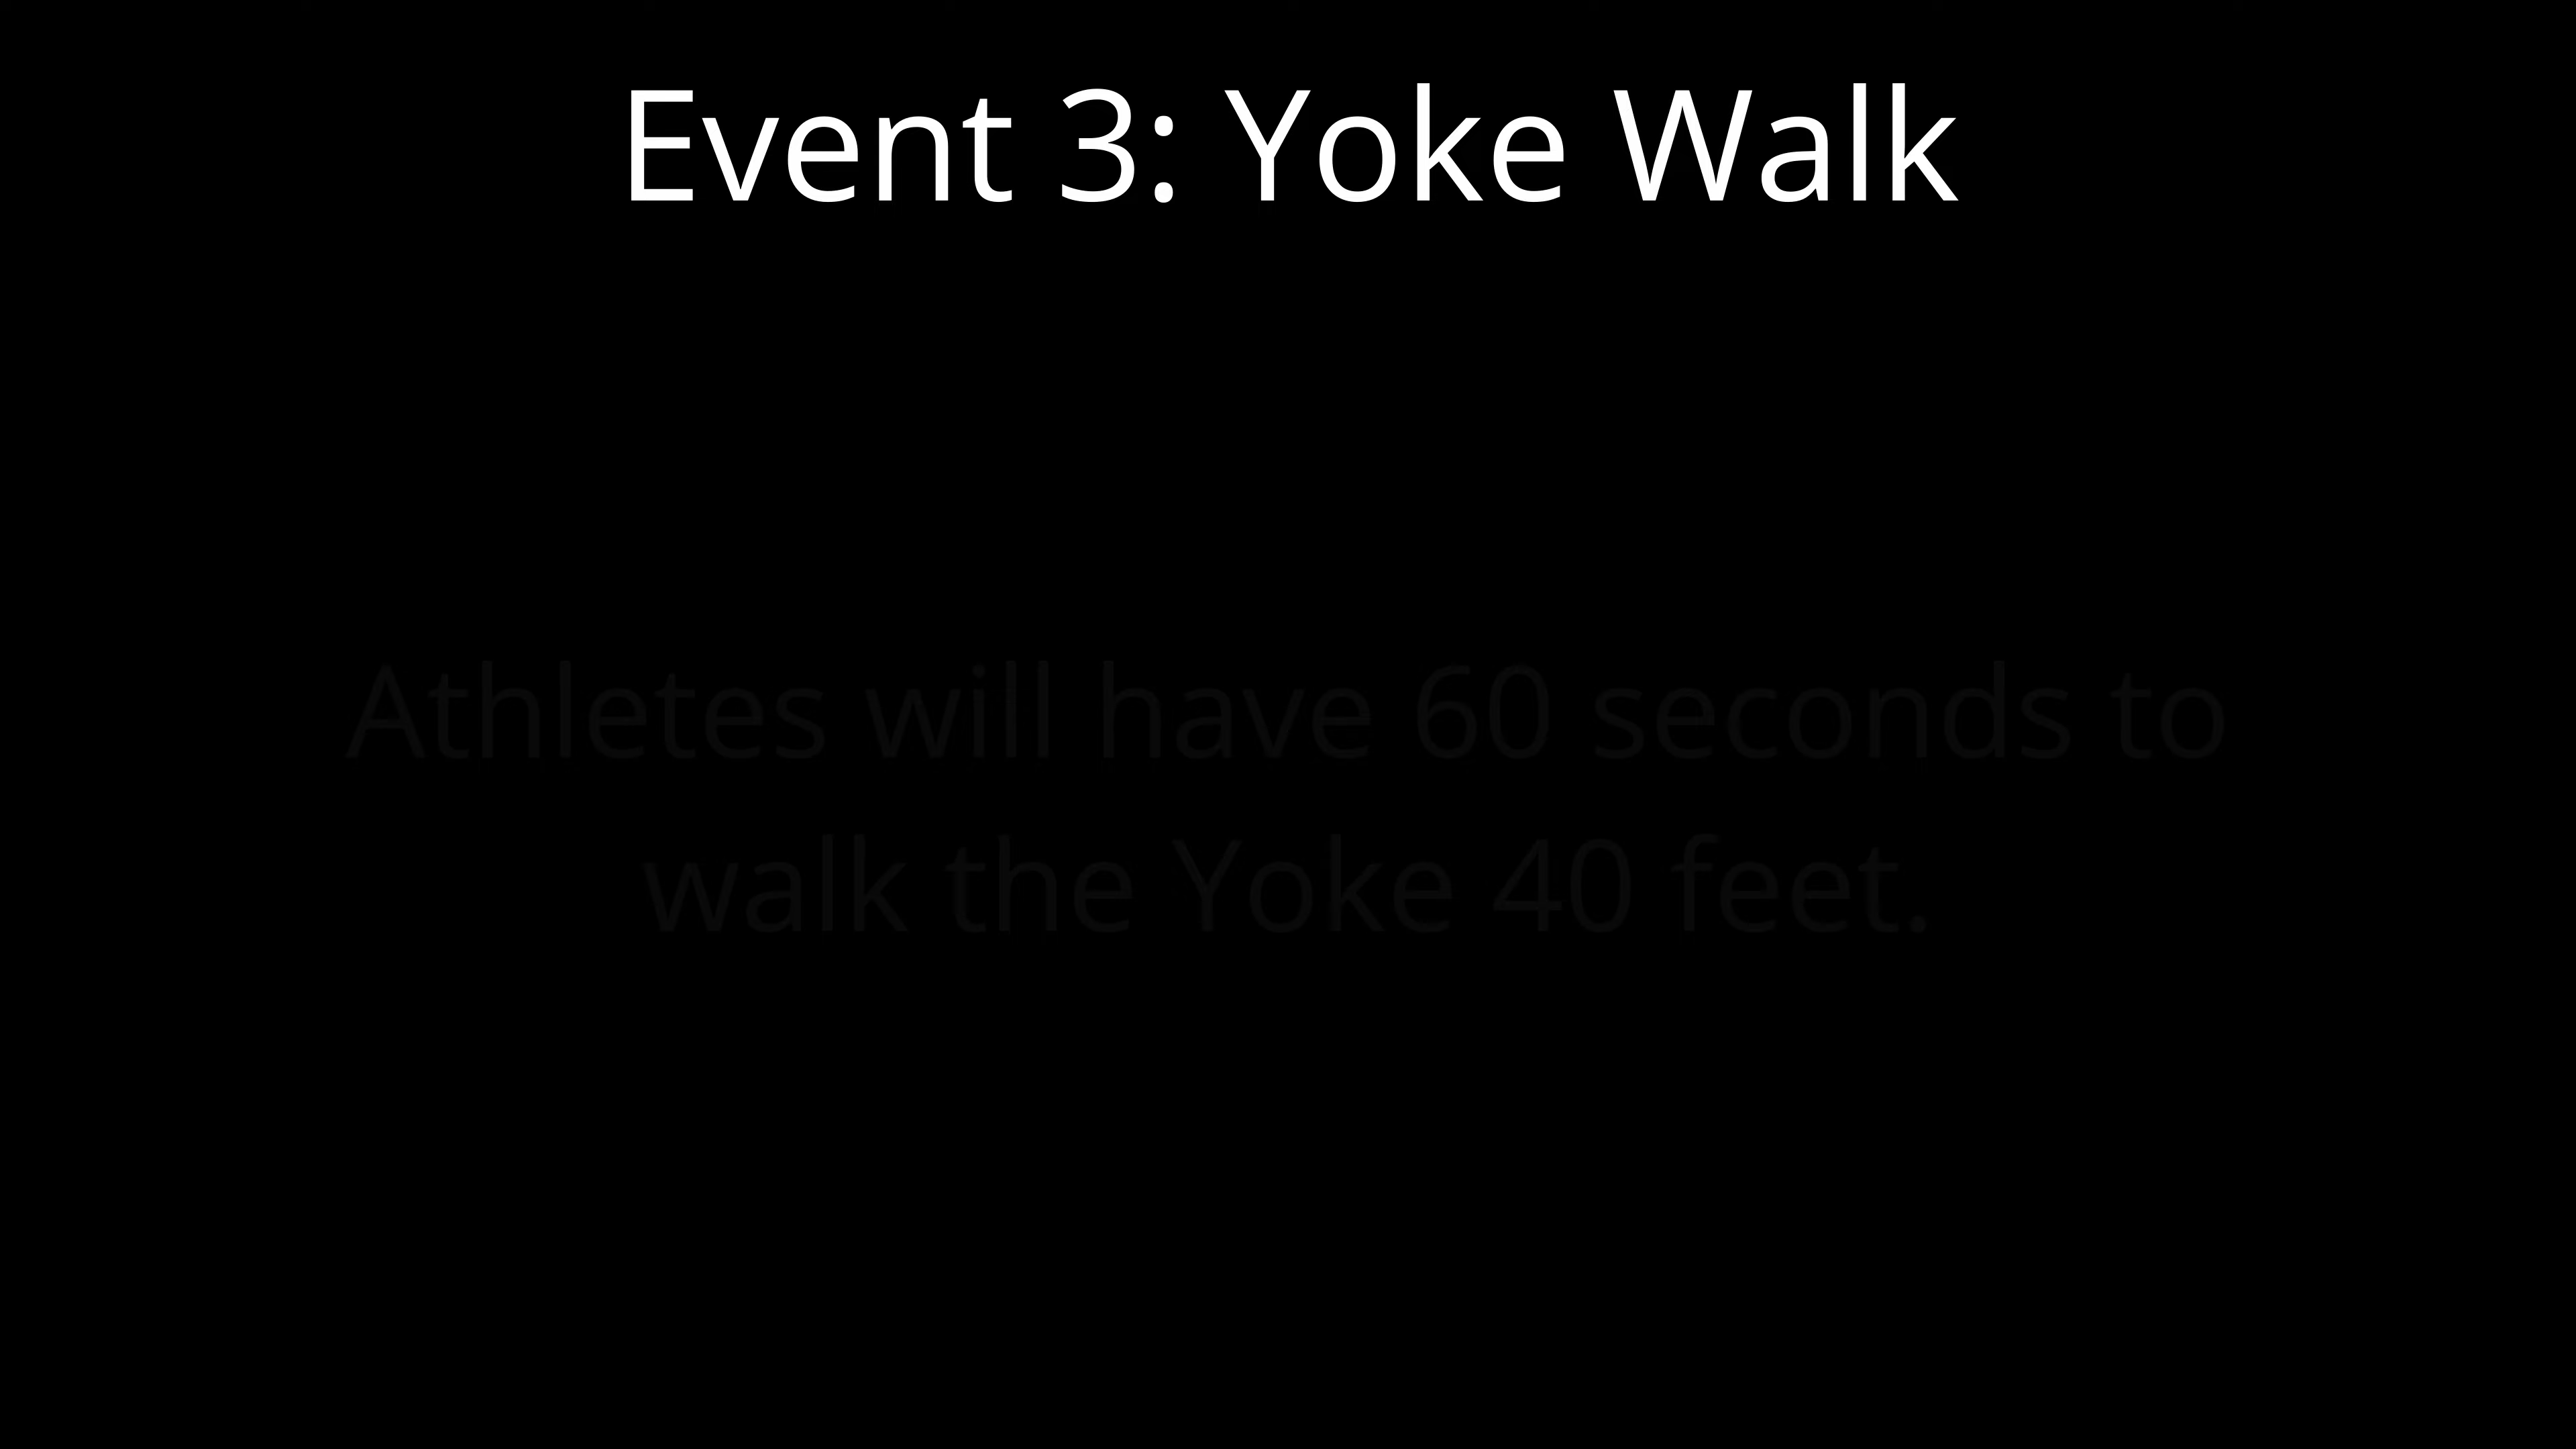 Event 3: Yoke Walk
Athletes will have 60 seconds to
walk the Yoke 40 feet.